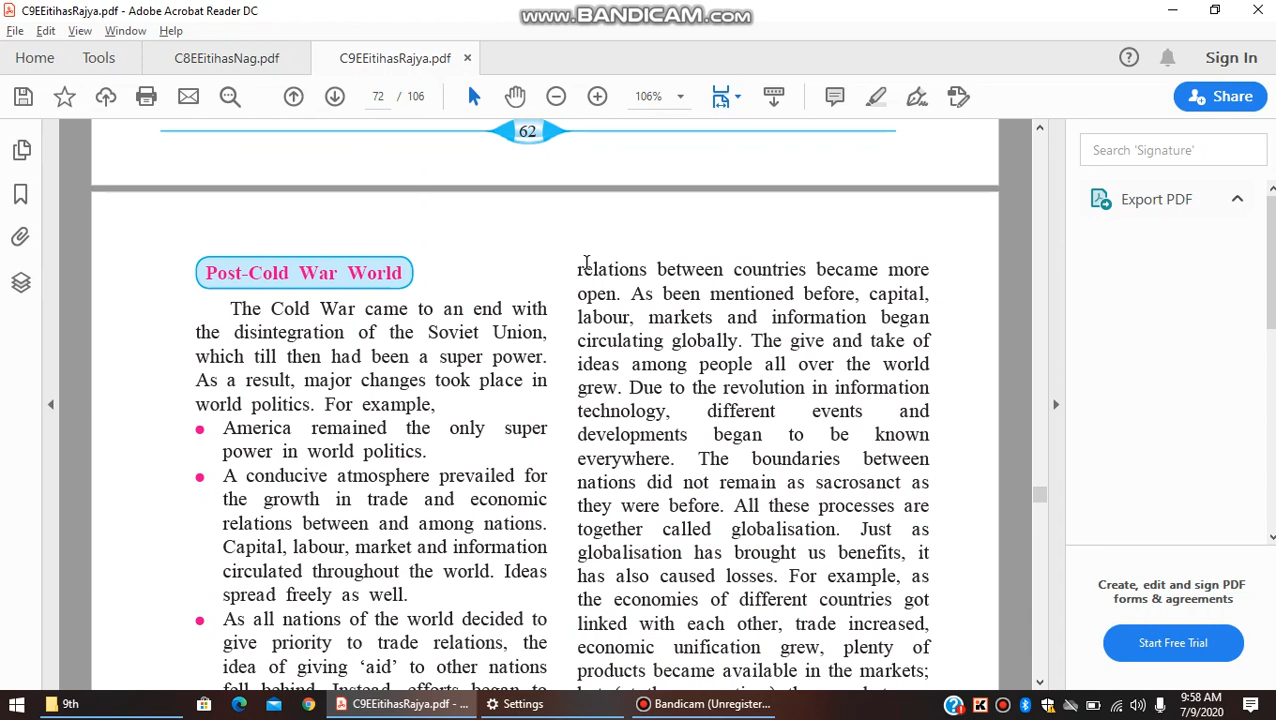 C9EEitihasRajya.pdf - Adobe Acrobat Reader DC
www.BANDICAM.com
File Edit View Window Help
Home Tools C8EEitihasNag.pdf C9EEitihasRajya.pdf × Sign In
72 / 106 106% Share
62
Search 'Signature'
Export PDF
Post-Cold War World
The Cold War came to an end with
the disintegration of the Soviet Union,
which till then had been a super power.
As a result, major changes took place in
world politics. For example,
• America remained the only super
power in world politics.
• A conducive atmosphere prevailed for
the growth in trade and economic
relations between and among nations.
Capital, labour, market and information
circulated throughout the world. Ideas
spread freely as well.
• As all nations of the world decided to
give priority to trade relations, the
idea of giving ‘aid’ to other nations
fell behind. Instead, efforts began to
relations between countries became more
open. As been mentioned before, capital,
labour, markets and information began
circulating globally. The give and take of
ideas among people all over the world
grew. Due to the revolution in information
technology, different events and
developments began to be known
everywhere. The boundaries between
nations did not remain as sacrosanct as
they were before. All these processes are
together called globalisation. Just as
globalisation has brought us benefits, it
has also caused losses. For example, as
the economies of different countries got
linked with each other, trade increased,
economic unification grew, plenty of
products became available in the markets;
Create, edit and sign PDF
forms & agreements
Start Free Trial
9th C9EEitihasRajya.pdf - ... Settings Bandicam (Unregister... 9:58 AM
7/9/2020